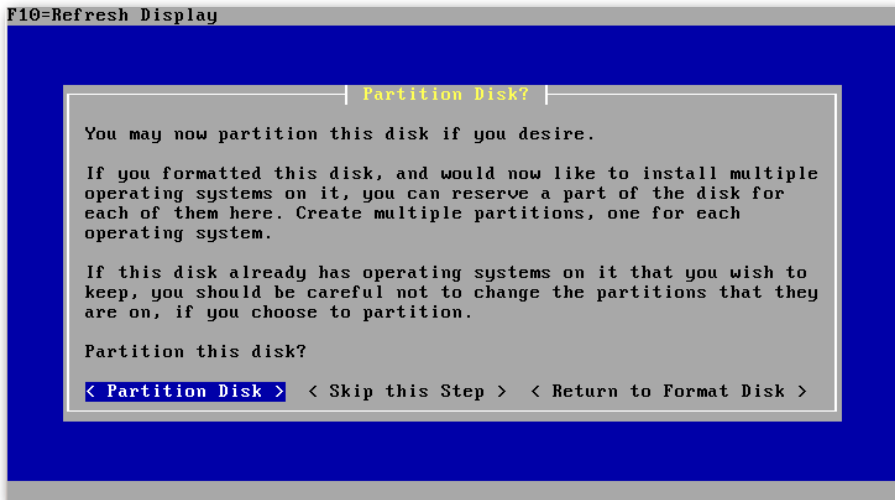 F10=Refresh Display
Partition Disk?
You may now partition this disk if you desire.
If you formatted this disk, and would now like to install multiple
operating systems on it, you can reserve a part of the disk for
each of them here. Create multiple partitions, one for each
operating system.
If this disk already has operating systems on it that you wish to
keep, you should be careful not to change the partitions that they
are on, if you choose to partition.
Partition this disk?
< Partition Disk > < Skip this Step > < Return to Format Disk >